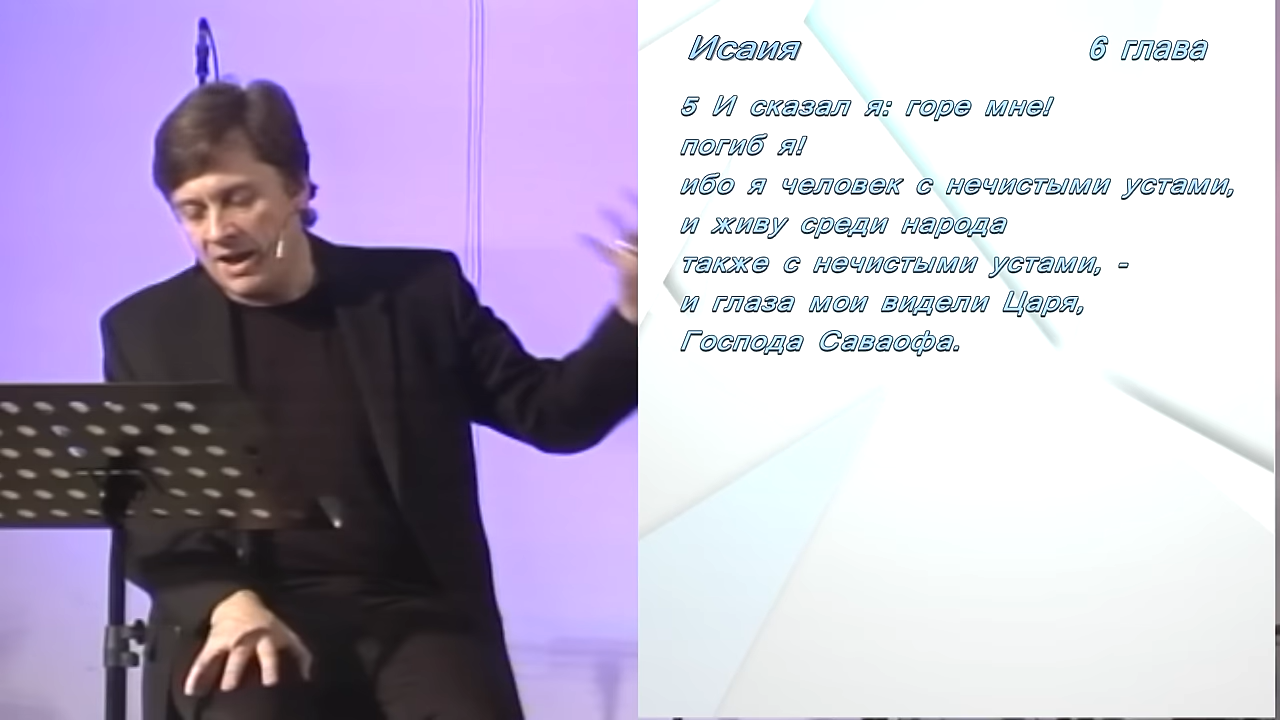 Исаия 6 глава
5 И сказал я: горе мне!
погиб я!
ибо я человек с нечистыми устами,
и живу среди народа
также с нечистыми устами, -
и глаза мои видели Царя,
Господа Саваофа.